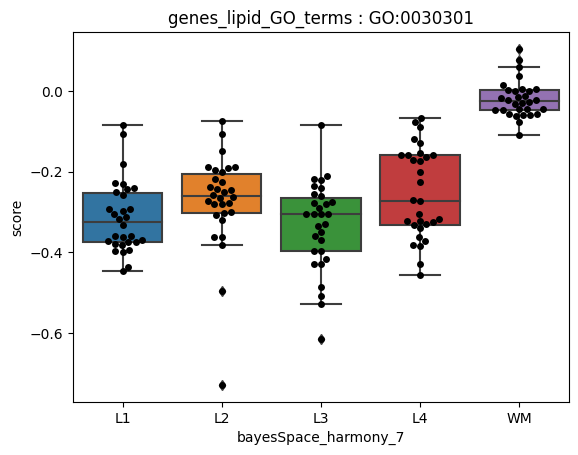 genes_lipid_GO_terms : GO:0030301
score
0.0
−0.2
−0.4
−0.6
L1 L2 L3 L4 WM
bayesSpace_harmony_7